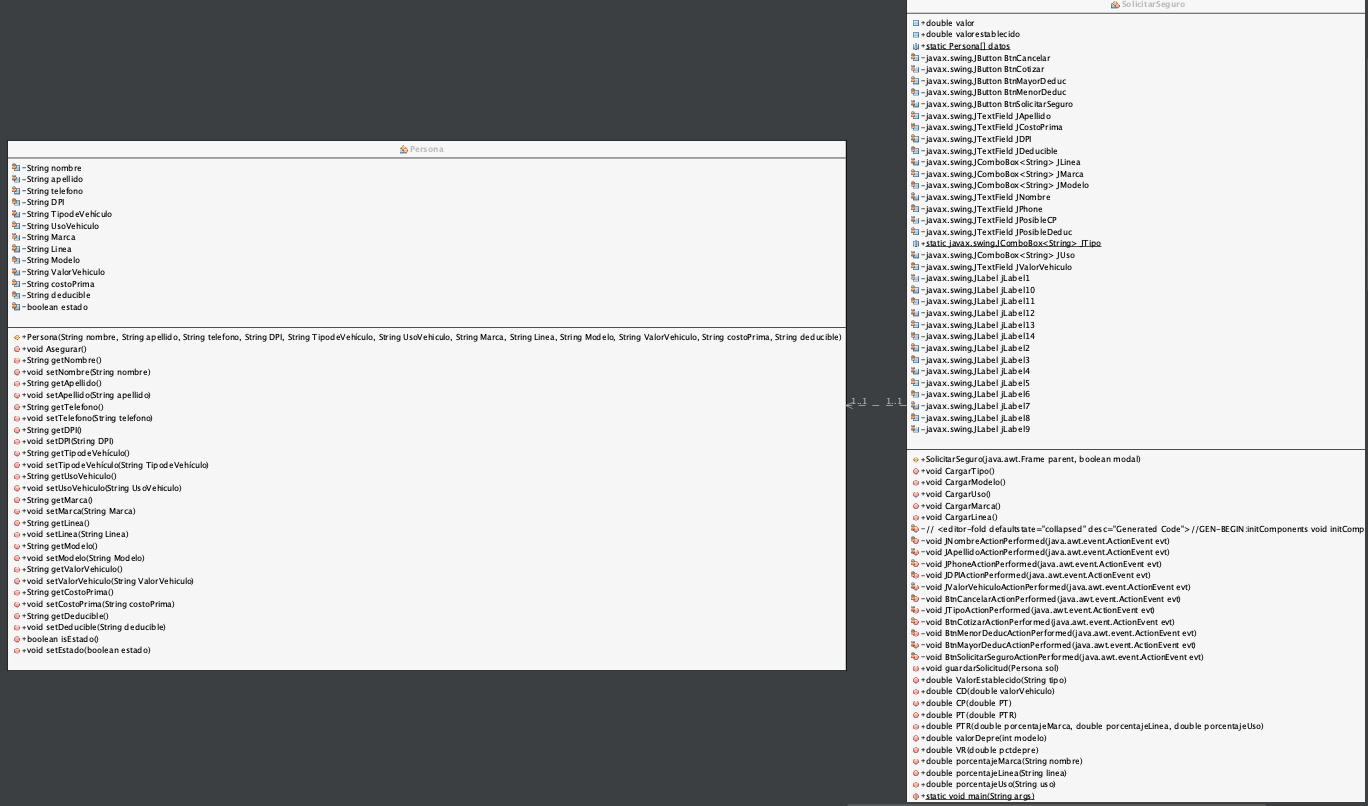 Persona
-String nombre
-String apellido
-String telefono
-String DPI
-String TipodeVehículo
-String UsoVehiculo
-String Marca
-String Linea
-String Modelo
-String ValorVehiculo
-String costoPrima
-String deducible
-boolean estado
+Persona(String nombre, String apellido, String telefono, String DPI, String TipodeVehículo, String UsoVehiculo, String Marca, String Linea, String Modelo, String ValorVehiculo, String costoPrima, String deducible)
+void Asegurar()
+String getNombre()
+void setNombre(String nombre)
+String getApellido()
+void setApellido(String apellido)
+String getTelefono()
+void setTelefono(String telefono)
+String getDPI()
+void setDPI(String DPI)
+String getTipodeVehículo()
+void setTipodeVehículo(String TipodeVehículo)
+String getUsoVehiculo()
+void setUsoVehiculo(String UsoVehiculo)
+String getMarca()
+void setMarca(String Marca)
+String getLinea()
+void setLinea(String Linea)
+String getModelo()
+void setModelo(String Modelo)
+String getValorVehiculo()
+void setValorVehiculo(String ValorVehiculo)
+String getCostoPrima()
+void setCostoPrima(String costoPrima)
+String getDeducible()
+void setDeducible(String deducible)
+boolean isEstado()
+void setEstado(boolean estado)
1..1 1..1
SolicitarSeguro
+double valor
+double valorestablecido
+static Persona[] datos
-javax.swing.JButton BtnCancelar
-javax.swing.JButton BtnCotizar
-javax.swing.JButton BtnMayorDeduc
-javax.swing.JButton BtnMenorDeduc
-javax.swing.JButton BtnSolicitarSeguro
-javax.swing.JTextField JApellido
-javax.swing.JTextField JCostoPrima
-javax.swing.JTextField JDPI
-javax.swing.JTextField JDeducible
-javax.swing.JComboBox<String> JLinea
-javax.swing.JComboBox<String> JMarca
-javax.swing.JComboBox<String> JModelo
-javax.swing.JTextField JNombre
-javax.swing.JTextField JPhone
-javax.swing.JTextField JPosibleCP
-javax.swing.JTextField JPosibleDeduc
+static javax.swing.JComboBox<String> JTipo
-javax.swing.JComboBox<String> JUso
-javax.swing.JTextField JValorVehiculo
-javax.swing.JLabel jLabel1
-javax.swing.JLabel jLabel10
-javax.swing.JLabel jLabel11
-javax.swing.JLabel jLabel12
-javax.swing.JLabel jLabel13
-javax.swing.JLabel jLabel14
-javax.swing.JLabel jLabel2
-javax.swing.JLabel jLabel3
-javax.swing.JLabel jLabel4
-javax.swing.JLabel jLabel5
-javax.swing.JLabel jLabel6
-javax.swing.JLabel jLabel7
-javax.swing.JLabel jLabel8
-javax.swing.JLabel jLabel9
+SolicitarSeguro(java.awt.Frame parent, boolean modal)
+void CargarTipo()
+void CargarModelo()
+void CargarUso()
+void CargarMarca()
+void CargarLinea()
-// <editor-fold defaultstate="collapsed" desc="Generated Code">//GEN-BEGIN:initComponents void initComp
-void JNombreActionPerformed(java.awt.event.ActionEvent evt)
-void JApellidoActionPerformed(java.awt.event.ActionEvent evt)
-void JPhoneActionPerformed(java.awt.event.ActionEvent evt)
-void JDPIActionPerformed(java.awt.event.ActionEvent evt)
-void JValorVehiculoActionPerformed(java.awt.event.ActionEvent evt)
-void BtnCancelarActionPerformed(java.awt.event.ActionEvent evt)
-void JTipoActionPerformed(java.awt.event.ActionEvent evt)
-void BtnCotizarActionPerformed(java.awt.event.ActionEvent evt)
-void BtnMenorDeducActionPerformed(java.awt.event.ActionEvent evt)
-void BtnMayorDeducActionPerformed(java.awt.event.ActionEvent evt)
-void BtnSolicitarSeguroActionPerformed(java.awt.event.ActionEvent evt)
+void guardarSolicitud(Persona sol)
+double ValorEstablecido(String tipo)
+double CD(double valorVehiculo)
+double CP(double PT)
+double PT(double PTR)
+double PTR(double porcentajeMarca, double porcentajeLinea, double porcentajeUso)
+double valorDepre(int modelo)
+double VR(double pctdepre)
+double porcentajeMarca(String nombre)
+double porcentajeLinea(String linea)
+double porcentajeUso(String uso)
+static void main(String args)